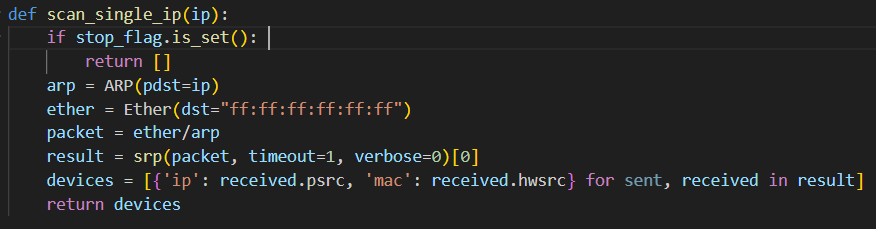 def scan_single_ip(ip):
    if stop_flag.is_set():
        return []
    arp = ARP(pdst=ip)
    ether = Ether(dst="ff:ff:ff:ff:ff:ff")
    packet = ether/arp
    result = srp(packet, timeout=1, verbose=0)[0]
    devices = [{'ip': received.psrc, 'mac': received.hwsrc} for sent, received in result]
    return devices